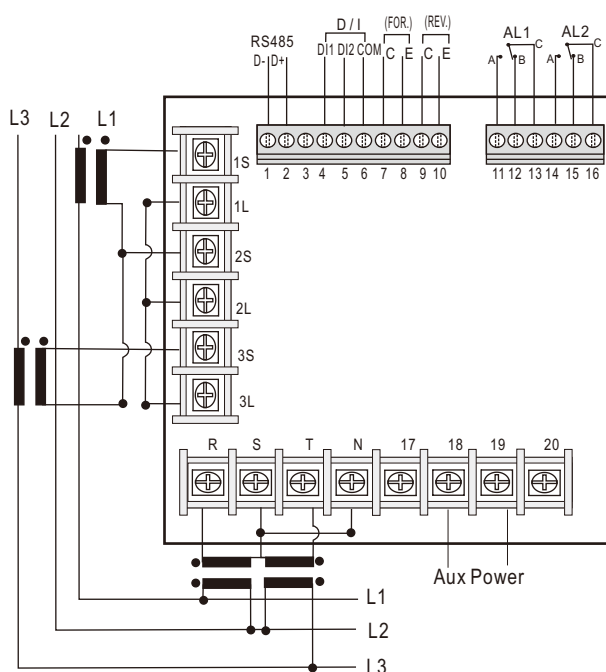 D / I (FOR.) (REV.) AL1 AL2
RS485
D- D+ DI1 DI2 COM C E C E A B C A B C
L3 L2 L1
1 2 3 4 5 6 7 8 9 10 11 12 13 14 15 16
1S
1L
2S
2L
3S
3L
R S T N 17 18 19 20
Aux Power
L1
L2
L3